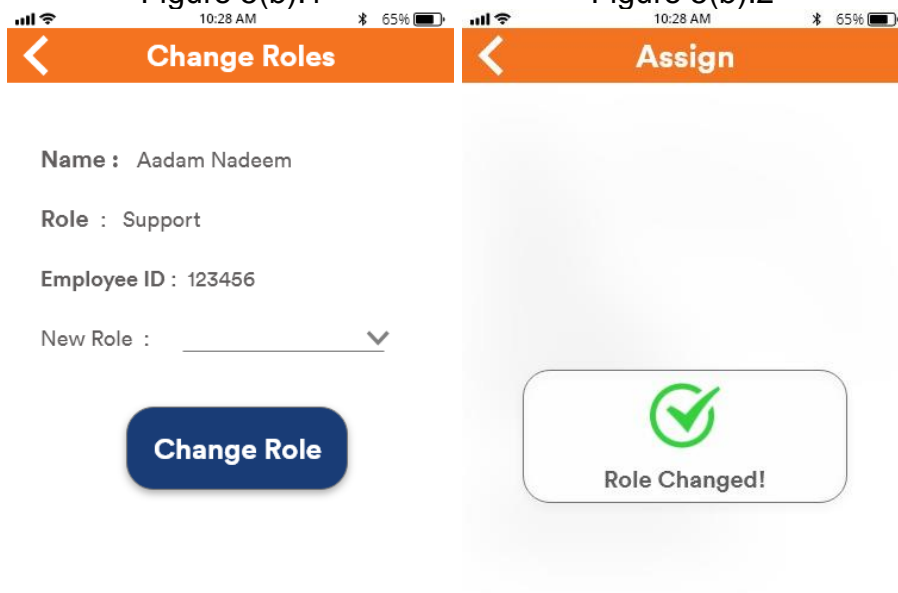 10:28 AM
65%
Change Roles
Name : Aadam Nadeem
Role : Support
Employee ID : 123456
New Role :
Change Role
10:28 AM
65%
Assign
Role Changed!